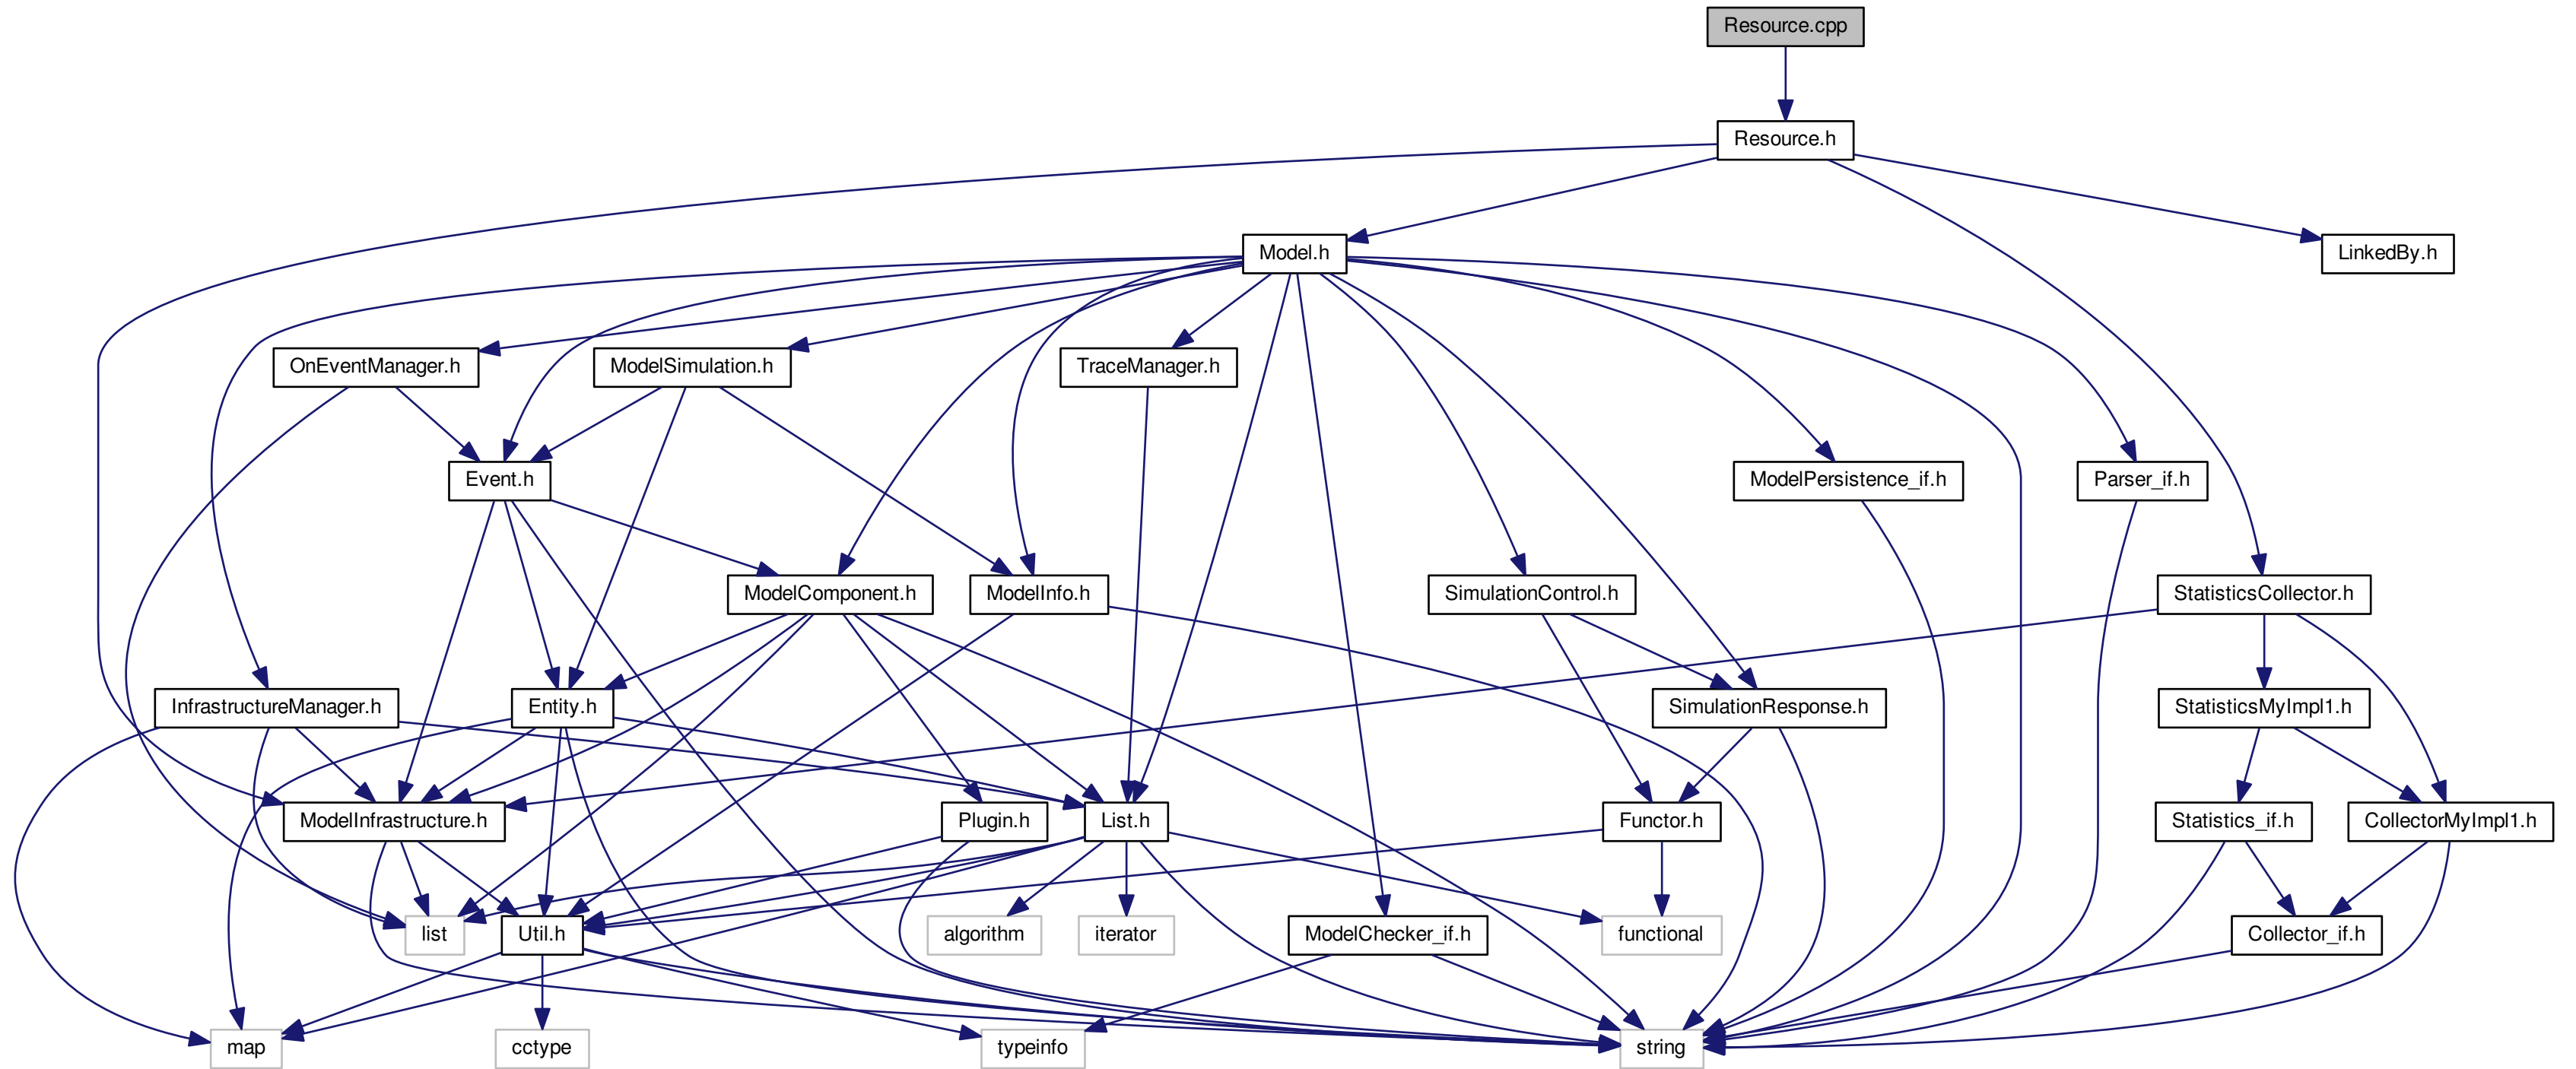 Resource.cpp
Resource.h
Model.h
LinkedBy.h
OnEventManager.h
ModelSimulation.h
TraceManager.h
Event.h
ModelPersistence_if.h
Parser_if.h
ModelComponent.h
ModelInfo.h
SimulationControl.h
StatisticsCollector.h
InfrastructureManager.h
Entity.h
SimulationResponse.h
StatisticsMyImpl1.h
ModelInfrastructure.h
Plugin.h
List.h
Functor.h
Statistics_if.h
CollectorMyImpl1.h
list
Util.h
algorithm
iterator
ModelChecker_if.h
functional
Collector_if.h
map
cctype
typeinfo
string